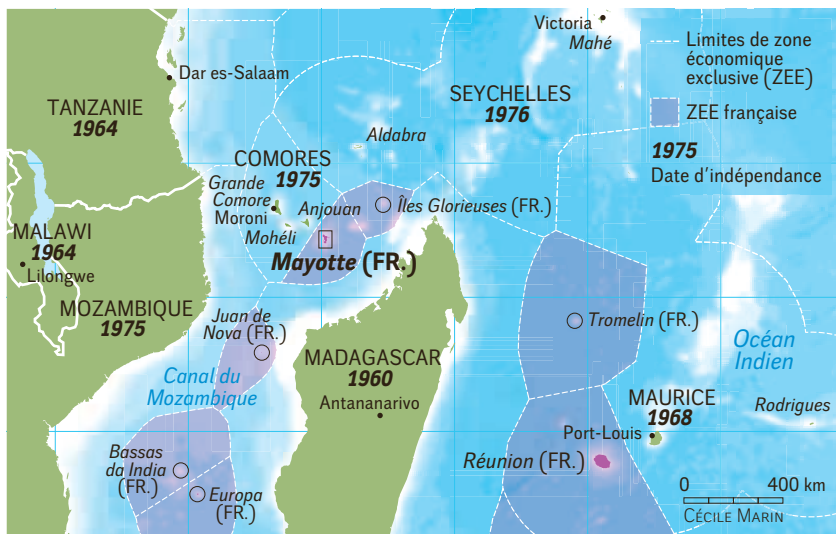 Victoria
Mahé
Limites de zone
économique
exclusive (ZEE)
ZEE française
1975
Date d'indépendance
Dar es-Salaam
TANZANIE
1964
SEYCHELLES
1976
Aldabra
COMORES
1975
Grande
Comore
Moroni
Anjouan
Mohéli
Îles Glorieuses (FR.)
Mayotte (FR.)
MALAWI
1964
Lilongwe
MOZAMBIQUE
1975
Juan de
Nova (FR.)
Canal du
Mozambique
MADAGASCAR
1960
Antananarivo
Tromelin (FR.)
Océan
Indien
MAURICE
1968
Port-Louis
Rodrigues
Réunion (FR.)
Bassas
da India
(FR.)
Europa
(FR.)
0 400 km
CÉCILE MARIN